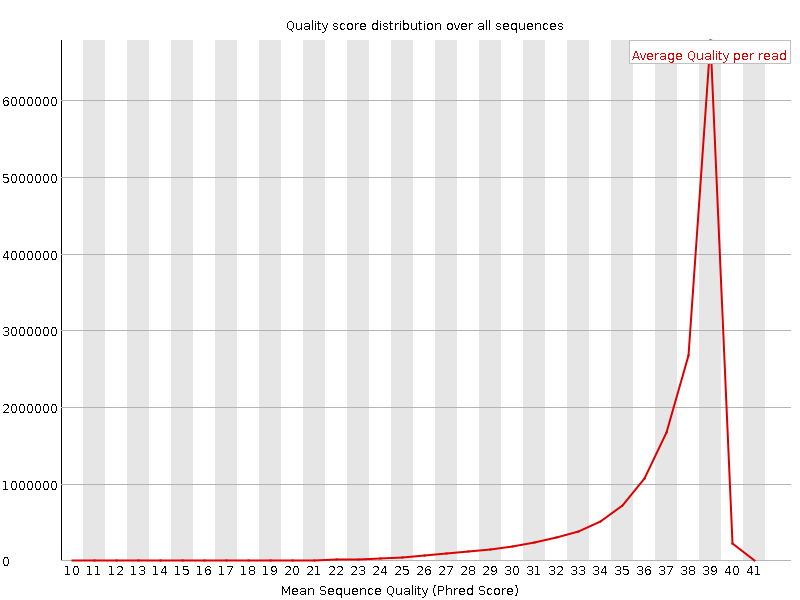 Quality score distribution over all sequences
Average Quality per read
6000000
5000000
4000000
3000000
2000000
1000000
0
10 11 12 13 14 15 16 17 18 19 20 21 22 23 24 25 26 27 28 29 30 31 32 33 34 35 36 37 38 39 40 41
Mean Sequence Quality (Phred Score)